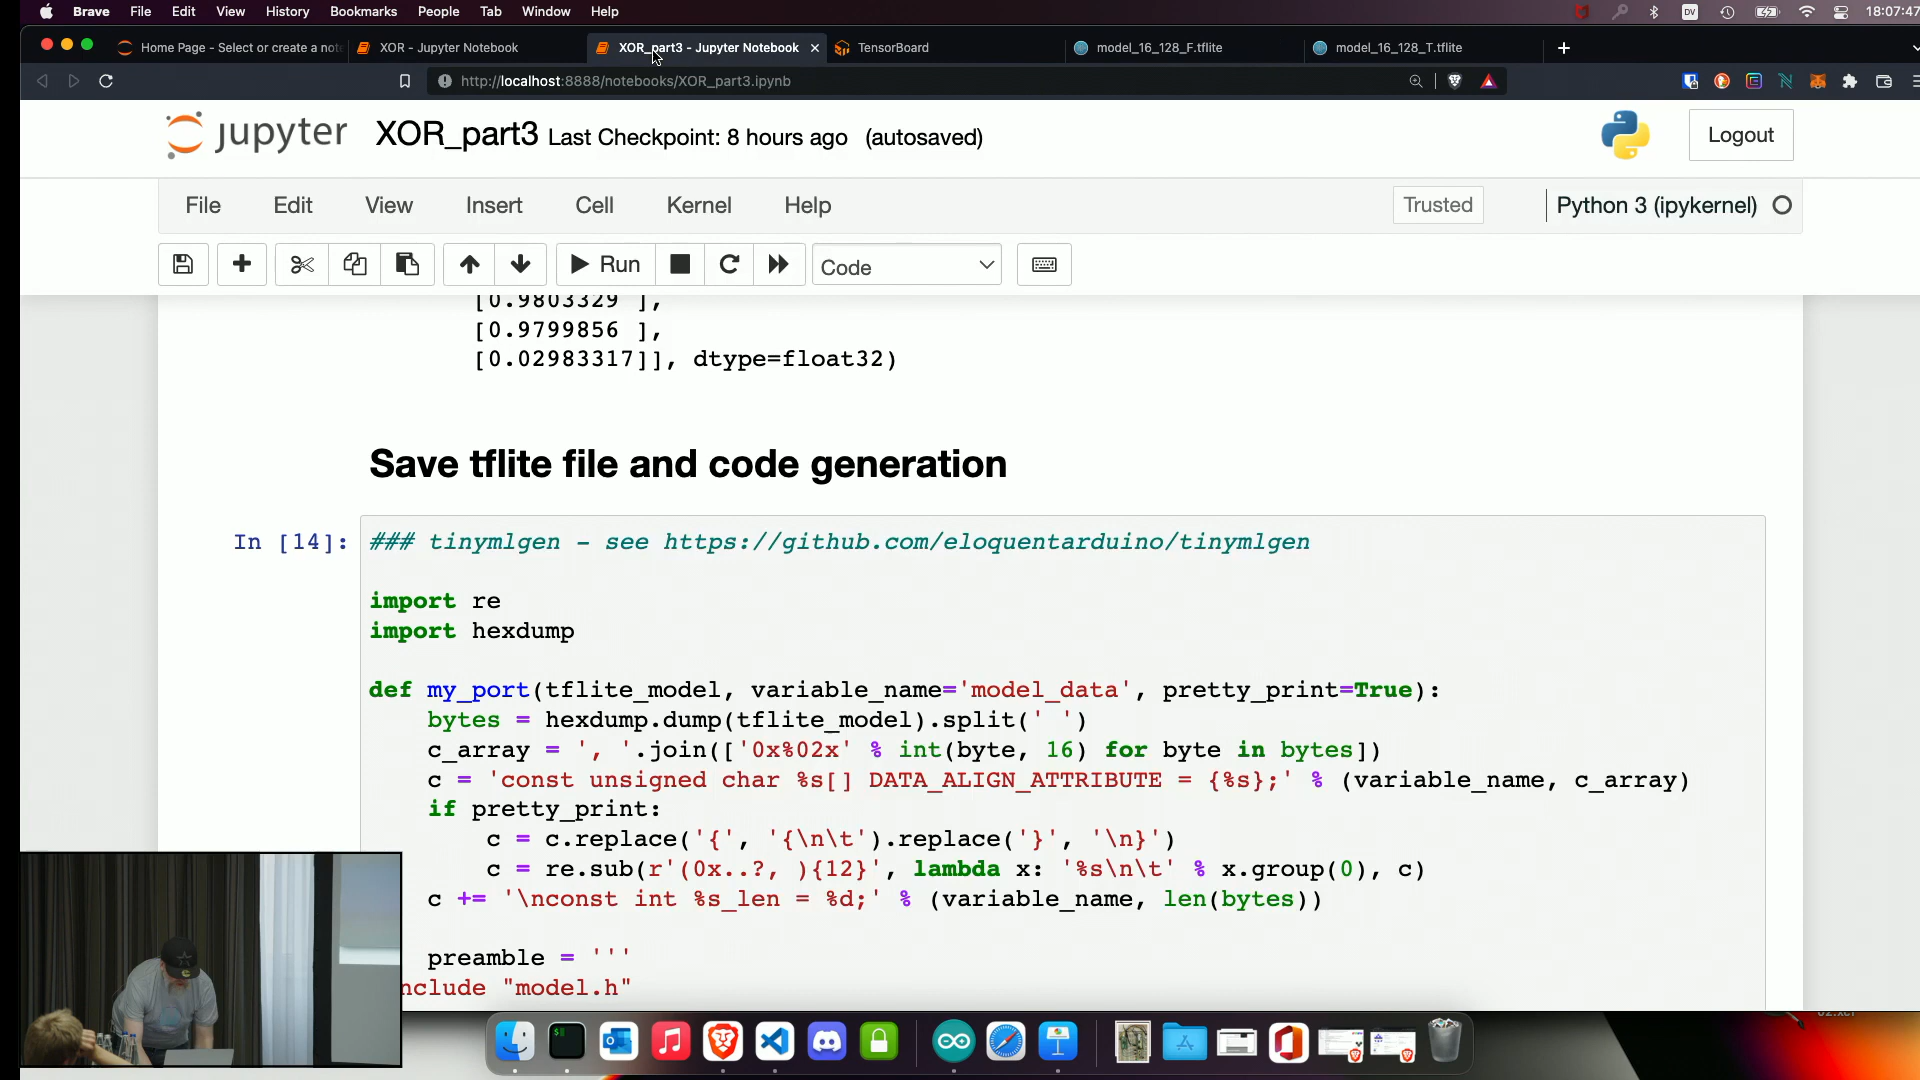 Brave File Edit View History Bookmarks People Tab Window Help DV 18:07:47
Home Page - Select or create a note XOR - Jupyter Notebook XOR_part3 - Jupyter Notebook TensorBoard model_16_128_F.tflite model_16_128_T.tflite
http://localhost:8888/notebooks/XOR_part3.ipynb
jupyter XOR_part3 Last Checkpoint: 8 hours ago (autosaved) Logout
File Edit View Insert Cell Kernel Help Trusted Python 3 (ipykernel)
Run Code
[0.9803329 ],
[0.9799856 ],
[0.02983317]], dtype=float32)
Save tflite file and code generation
In [14]: ### tinymlgen - see https://github.com/eloquentarduino/tinymlgen
import re
import hexdump
def my_port(tflite_model, variable_name='model_data', pretty_print=True):
bytes = hexdump.dump(tflite_model).split(' ')
c_array = ', '.join(['0x%02x' % int(byte, 16) for byte in bytes])
c = 'const unsigned char %s[] DATA_ALIGN_ATTRIBUTE = {%s};' % (variable_name, c_array)
if pretty_print:
c = c.replace('{', '{\n\t').replace('}', '\n}')
c = re.sub(r'(0x..?, ){12}', lambda x: '%s\n\t' % x.group(0), c)
c += '\nconst int %s_len = %d;' % (variable_name, len(bytes))
preamble = '''
nclude "model.h"